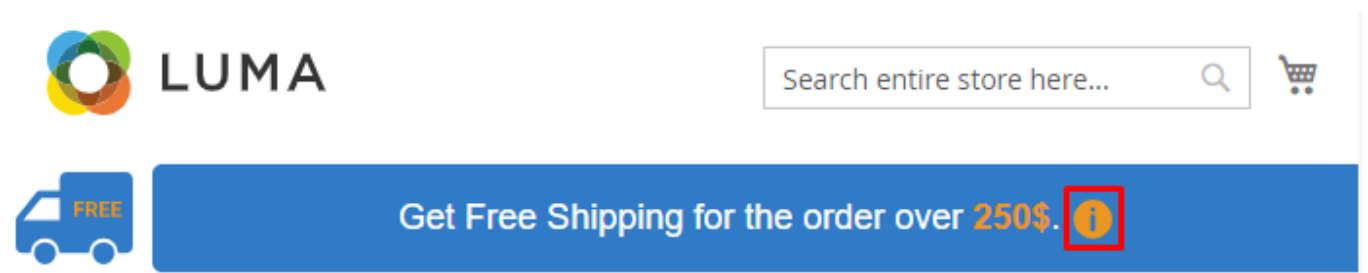 LUMA
Search entire store here...
FREE
Get Free Shipping for the order over 250$. i